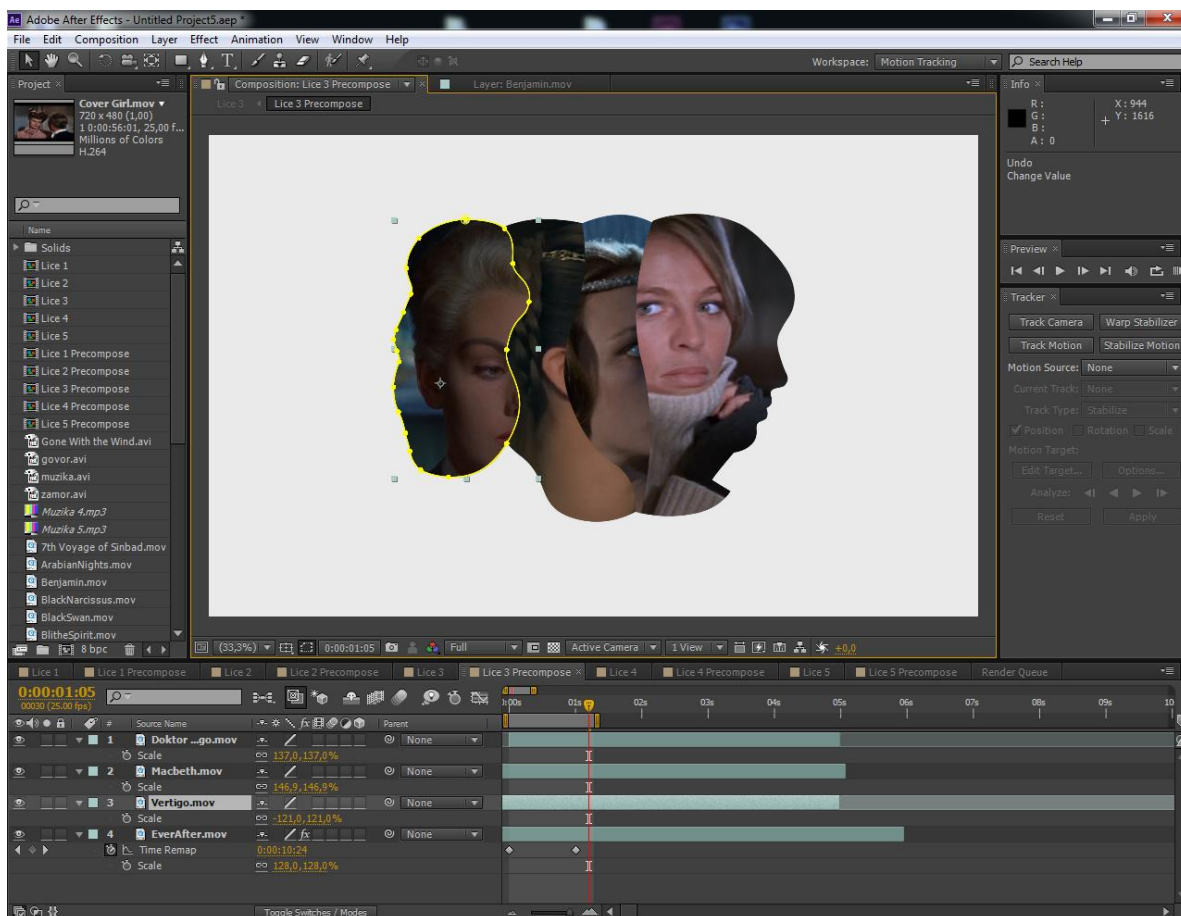 Adobe After Effects - Untitled Project5.aep *
File Edit Composition Layer Effect Animation View Window Help
Workspace: Motion Tracking Search Help
Project Composition: Lice 3 Precompose Layer: Benjamin.mov Info
Lice 3 Lice 3 Precompose
Cover Girl.mov
720 x 480 (1,00)
1 0:00:56:01, 25,00 f...
Millions of Colors
H.264
R :
G :
B :
A : 0
X : 944
Y : 1616
Undo
Change Value
Name
Solids
Lice 1
Lice 2
Lice 3
Lice 4
Lice 5
Lice 1 Precompose
Lice 2 Precompose
Lice 3 Precompose
Lice 4 Precompose
Lice 5 Precompose
Gone With the Wind.avi
govor.avi
muzika.avi
zamor.avi
Muzika 4.mp3
Muzika 5.mp3
7th Voyage of Sinbad.mov
ArabianNights.mov
Benjamin.mov
BlackNarcissus.mov
BlackSwan.mov
BlitheSpirit.mov
8 bpc
Preview
Tracker
Track Camera Warp Stabilizer
Track Motion Stabilize Motion
Motion Source: None
Current Track: None
Track Type: Stabilize
Position Rotation Scale
Motion Target:
Edit Target... Options...
Analyze:
Reset Apply
(33,3%) 0:00:01:05 Full Active Camera 1 View +0,0
Lice 1 Lice 1 Precompose Lice 2 Lice 2 Precompose Lice 3 Lice 3 Precompose Lice 4 Lice 4 Precompose Lice 5 Lice 5 Precompose Render Queue
0:00:01:05
00030 (25.00 fps)
01s 02s 03s 04s 05s 06s 07s 08s 09s 10
# Source Name Parent
1 Doktor ...go.mov None
Scale 137,0,137,0%
2 Macbeth.mov None
Scale 146,9,146,9%
3 Vertigo.mov None
Scale -121,0,121,0%
4 EverAfter.mov fx None
Time Remap 0:00:10:24
Scale 128,0,128,0%
Toggle Switches / Modes